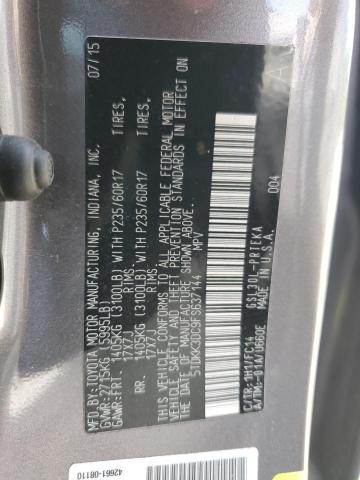 MFD. BY:TOYOTA MOTOR MANUFACTURING, INDIANA, INC. 07/15
GVWR:2715KG (5995LB)
GAWR:FRT. 1405KG (3100LB) WITH P235/60R17 TIRES,
17X7J RIMS
RR. 1405KG (3100LB) WITH P235/60R17 TIRES,
17X7J RIMS
THIS VEHICLE CONFORMS TO ALL APPLICABLE FEDERAL MOTOR
VEHICLE SAFETY AND THEFT PREVENTION STANDARDS IN EFFECT ON
THE DATE OF MANUFACTURE SHOWN ABOVE.
5TDKK3DC9FS637144 MPV
004
GSL30L-PRTEKA
C/TR:1H1/FC14
A/TM:-01A/U660E
MADE IN U.S.A.
42661-08110